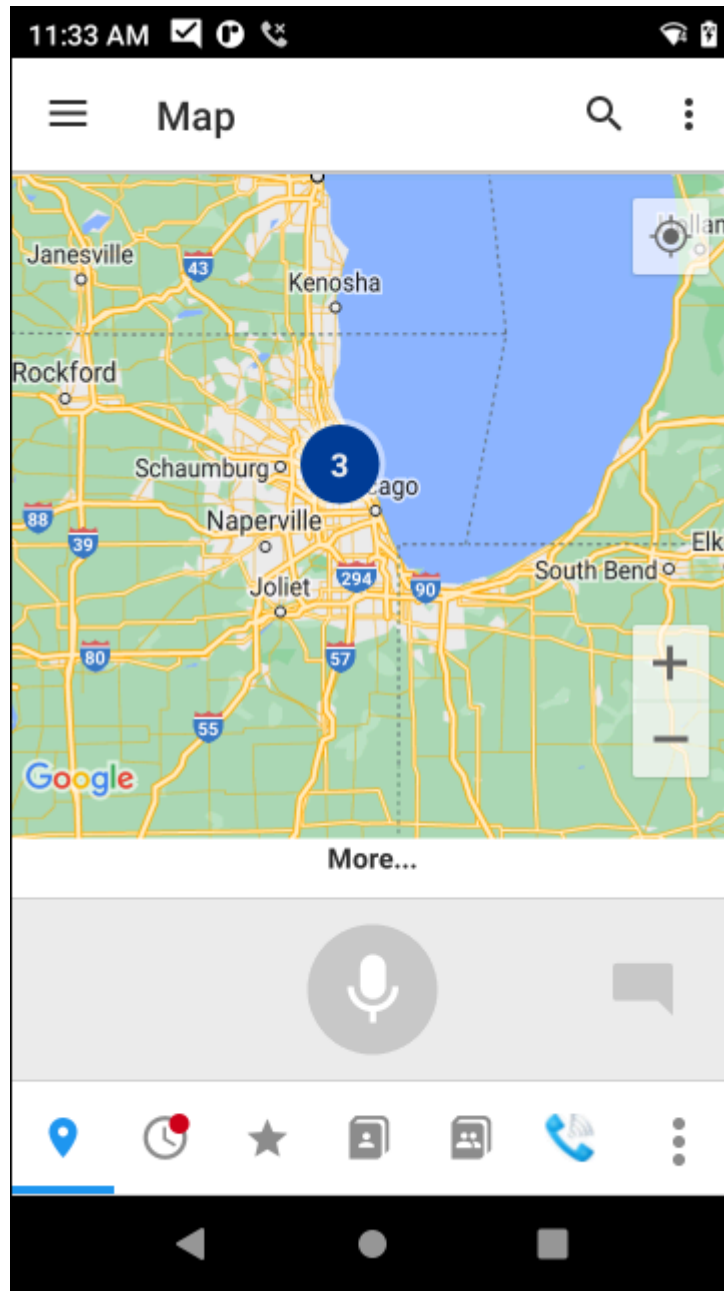 11:33 AM
Map
Janesville
43
Kenosha
Rockford
Schaumburg
3
ago
88
39
Naperville
Elk
South Bend
Joliet
294
90
80
57
55
Google
More...